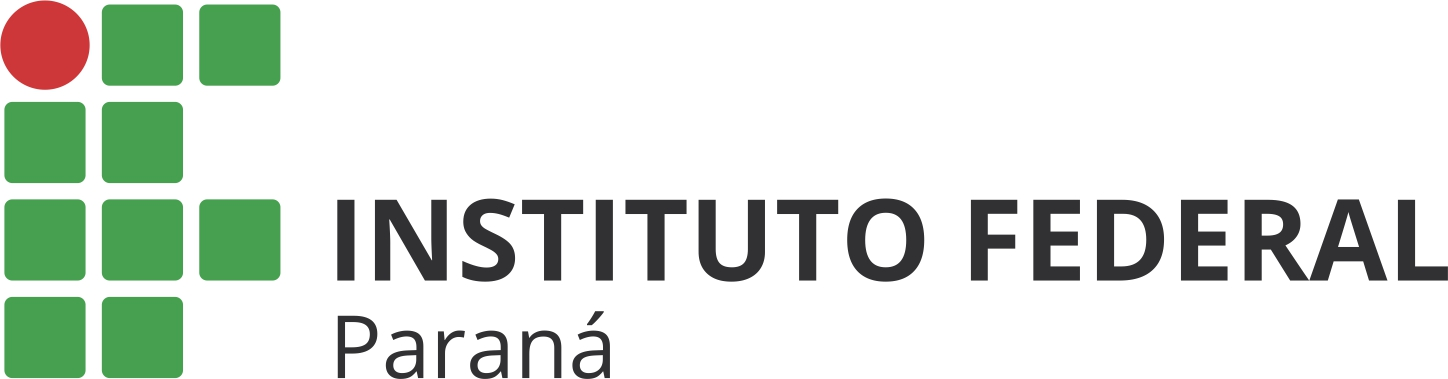 INSTITUTO FEDERAL
Paraná